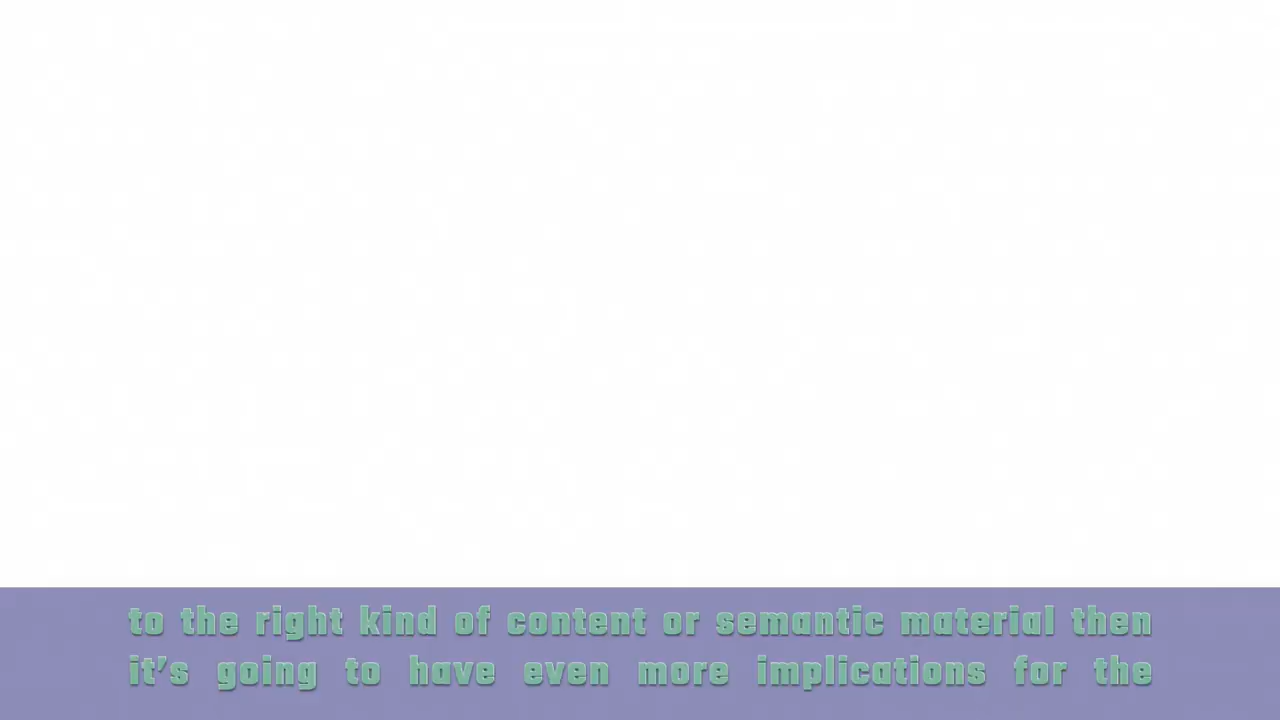 to the right kind of content or semantic material then
it's going to have even more implications for the